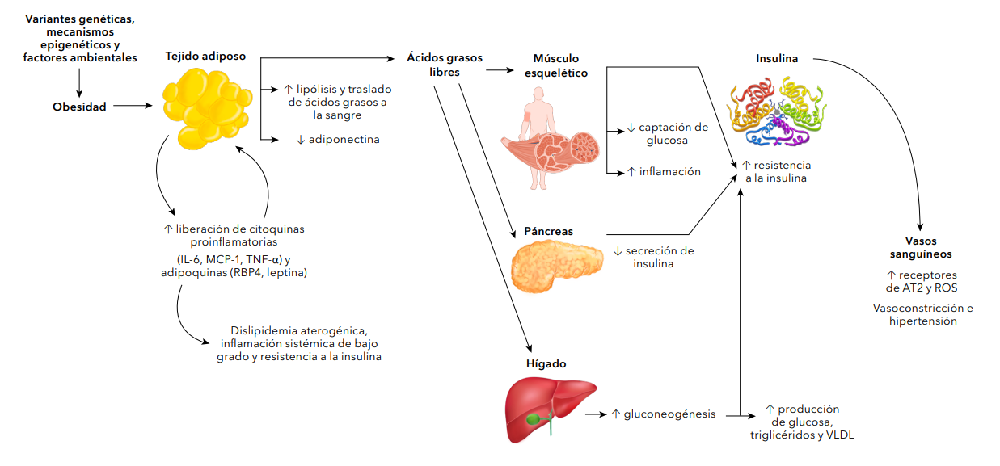 Variantes genéticas,
mecanismos
epigenéticos y
factores ambientales
Obesidad
Tejido adiposo
↑ lipólisis y traslado
de ácidos grasos a
la sangre
↓ adiponectina
↑ liberación de citoquinas
proinflamatorias
(IL-6, MCP-1, TNF-α) y
adipoquinas (RBP4, leptina)
Dislipidemia aterogénica,
inflamación sistémica de bajo
grado y resistencia a la insulina
Ácidos grasos
libres
Músculo
esquelético
↓ captación de
glucosa
↑ inflamación
Páncreas
↓ secreción de
insulina
Hígado
↑ gluconeogénesis
↑ producción
de glucosa,
triglicéridos y VLDL
Insulina
↑ resistencia
a la insulina
Vasos
sanguíneos
↑ receptores
de AT2 y ROS
Vasoconstricción e
hipertensión